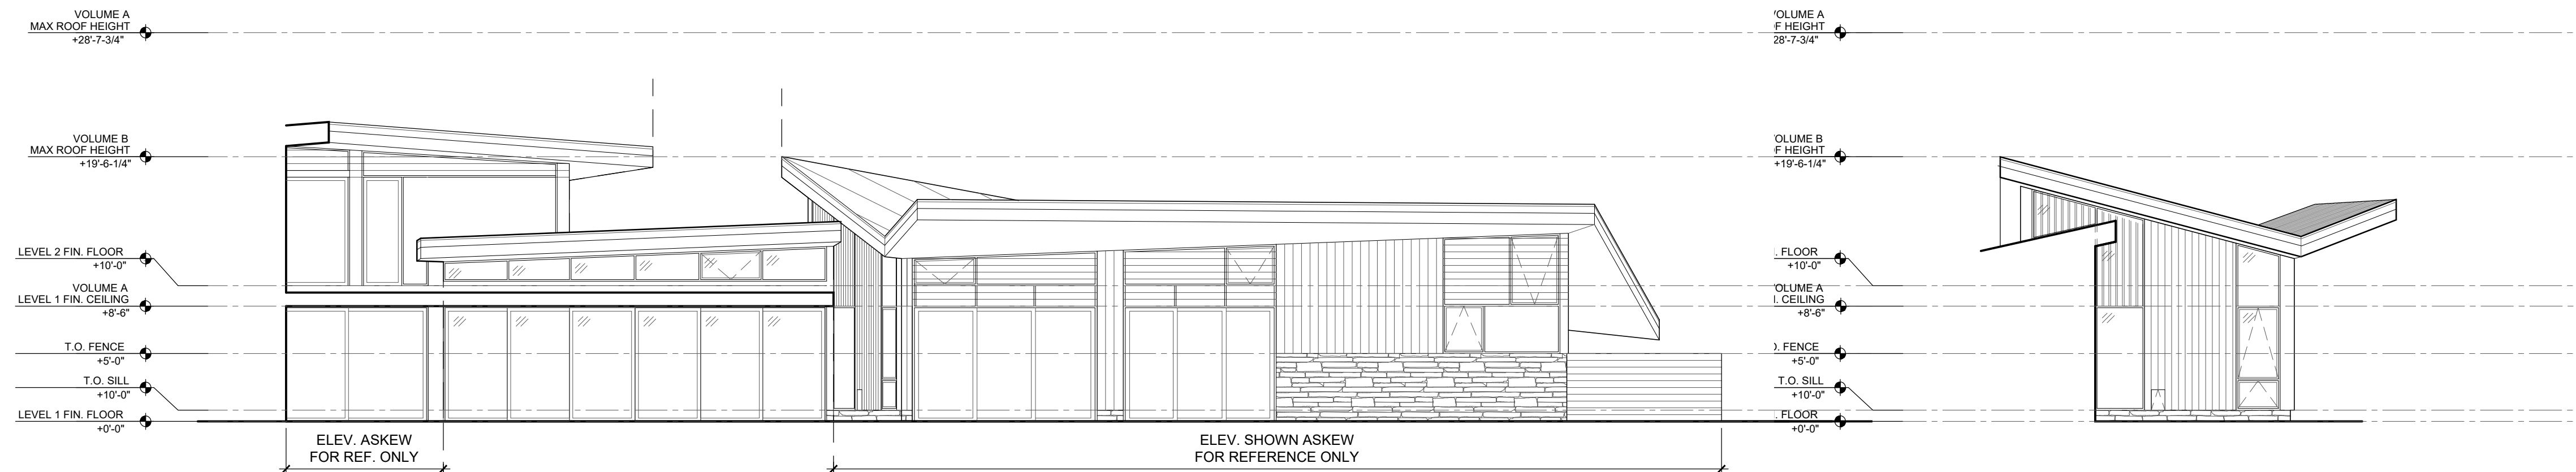 VOLUME A
MAX ROOF HEIGHT
+28'-7-3/4"
VOLUME B
MAX ROOF HEIGHT
+19'-6-1/4"
LEVEL 2 FIN. FLOOR
+10'-0"
VOLUME A
LEVEL 1 FIN. CEILING
+8'-6"
T.O. FENCE
+5'-0"
T.O. SILL
+10'-0"
LEVEL 1 FIN. FLOOR
+0'-0"
ELEV. ASKEW
FOR REF. ONLY
ELEV. SHOWN ASKEW
FOR REFERENCE ONLY
VOLUME A
F HEIGHT
28'-7-3/4"
VOLUME B
F HEIGHT
+19'-6-1/4"
. FLOOR
+10'-0"
VOLUME A
. CEILING
+8'-6"
. FENCE
+5'-0"
T.O. SILL
+10'-0"
. FLOOR
+0'-0"